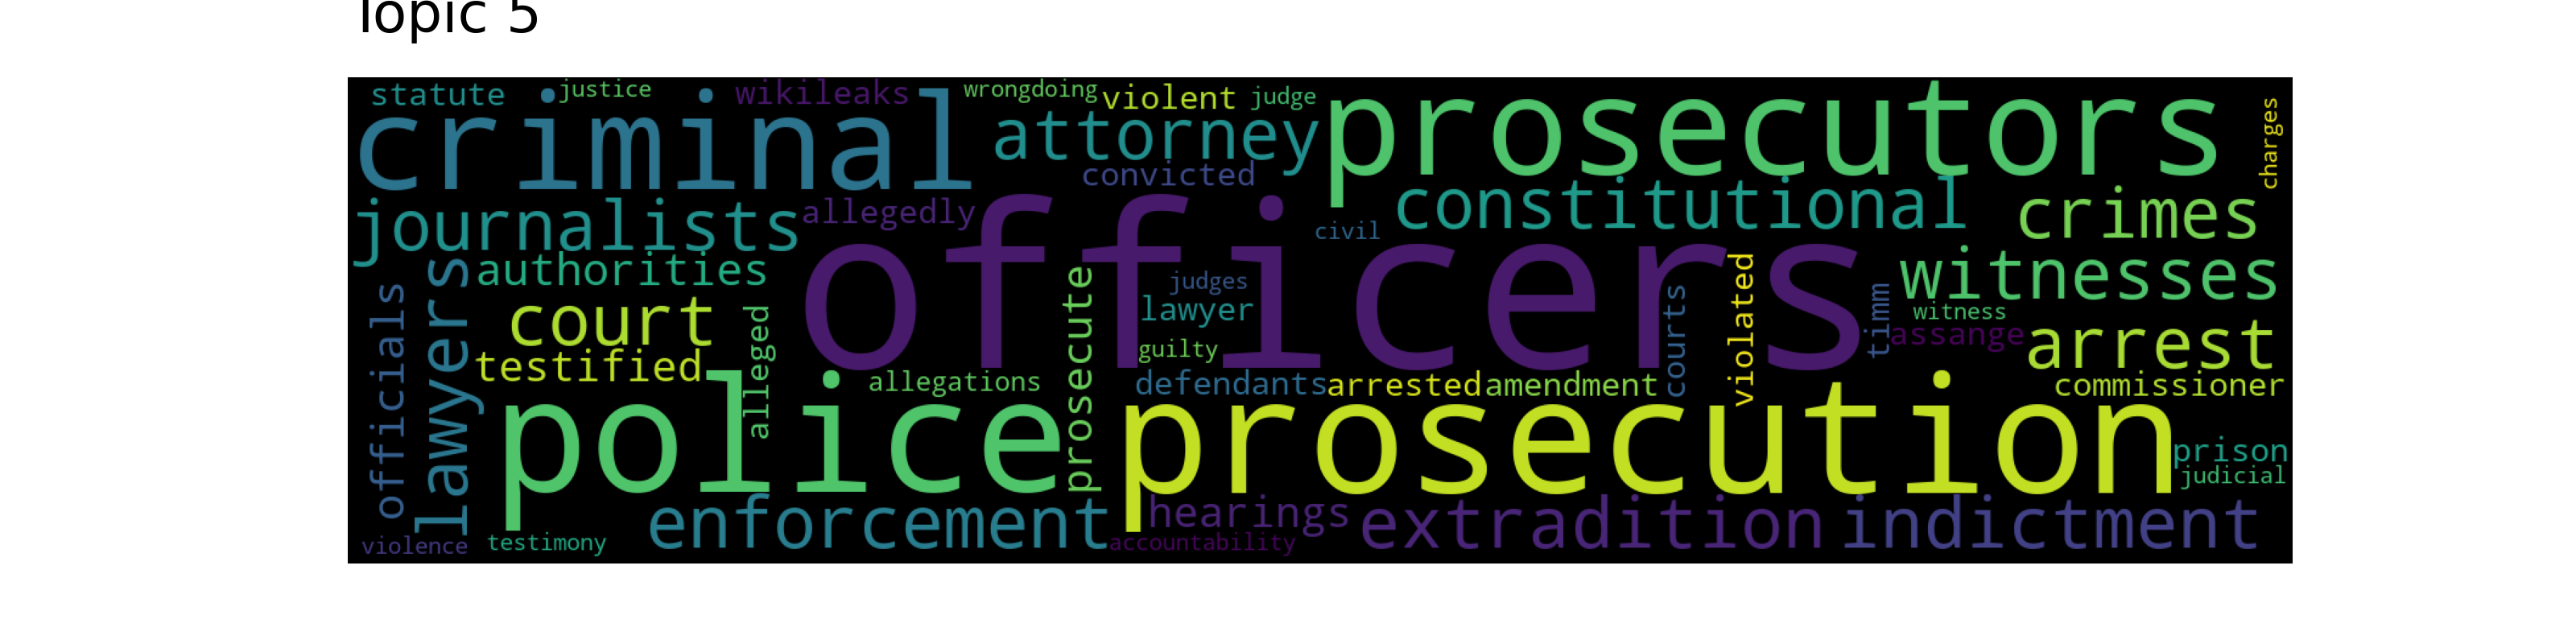 Topic 5
statute
justice
wikileaks
wrongdoing
violent
judge
prosecutors
charges
criminal
attorney
convicted
constitutional
crimes
journalists
allegedly
civil
officers
authorities
witnesses
officials
lawyers
court
alleged
prosecute
judges
lawyer
guilty
courts
violated
timm
witness
assange
arrest
testified
police
allegations
defendants
arrested
amendment
commissioner
prosecution
prison
judicial
enforcement
hearings
extradition
indictment
violence
testimony
accountability